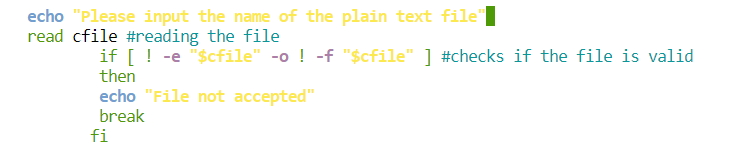 echo "Please input the name of the plain text file"
read cfile #reading the file
if [ ! -e "$cfile" -o ! -f "$cfile" ] #checks if the file is valid
then
echo "File not accepted"
break
fi